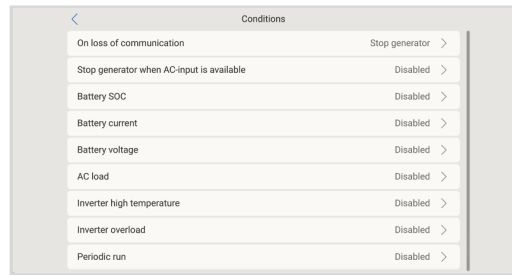 Conditions
On loss of communication Stop generator
Stop generator when AC-input is available Disabled
Battery SOC Disabled
Battery current Disabled
Battery voltage Disabled
AC load Disabled
Inverter high temperature Disabled
Inverter overload Disabled
Periodic run Disabled